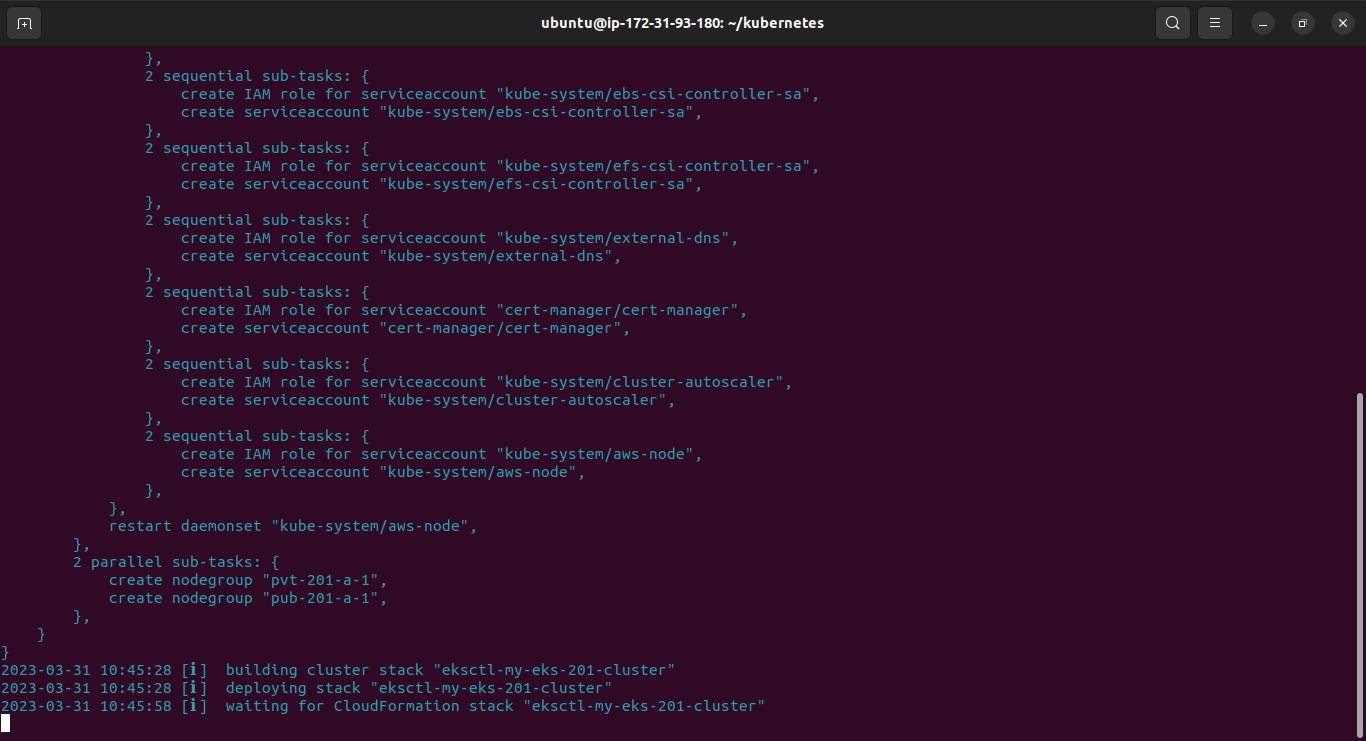 ubuntu@ip-172-31-93-180: ~/kubernetes
},
2 sequential sub-tasks: {
create IAM role for serviceaccount "kube-system/ebs-csi-controller-sa",
create serviceaccount "kube-system/ebs-csi-controller-sa",
},
2 sequential sub-tasks: {
create IAM role for serviceaccount "kube-system/efs-csi-controller-sa",
create serviceaccount "kube-system/efs-csi-controller-sa",
},
2 sequential sub-tasks: {
create IAM role for serviceaccount "kube-system/external-dns",
create serviceaccount "kube-system/external-dns",
},
2 sequential sub-tasks: {
create IAM role for serviceaccount "cert-manager/cert-manager",
create serviceaccount "cert-manager/cert-manager",
},
2 sequential sub-tasks: {
create IAM role for serviceaccount "kube-system/cluster-autoscaler",
create serviceaccount "kube-system/cluster-autoscaler",
},
2 sequential sub-tasks: {
create IAM role for serviceaccount "kube-system/aws-node",
create serviceaccount "kube-system/aws-node",
},
},
restart daemonset "kube-system/aws-node",
},
2 parallel sub-tasks: {
create nodegroup "pvt-201-a-1",
create nodegroup "pub-201-a-1",
},
}
}
2023-03-31 10:45:28 [ℹ]  building cluster stack "eksctl-my-eks-201-cluster"
2023-03-31 10:45:28 [ℹ]  deploying stack "eksctl-my-eks-201-cluster"
2023-03-31 10:45:58 [ℹ]  waiting for CloudFormation stack "eksctl-my-eks-201-cluster"